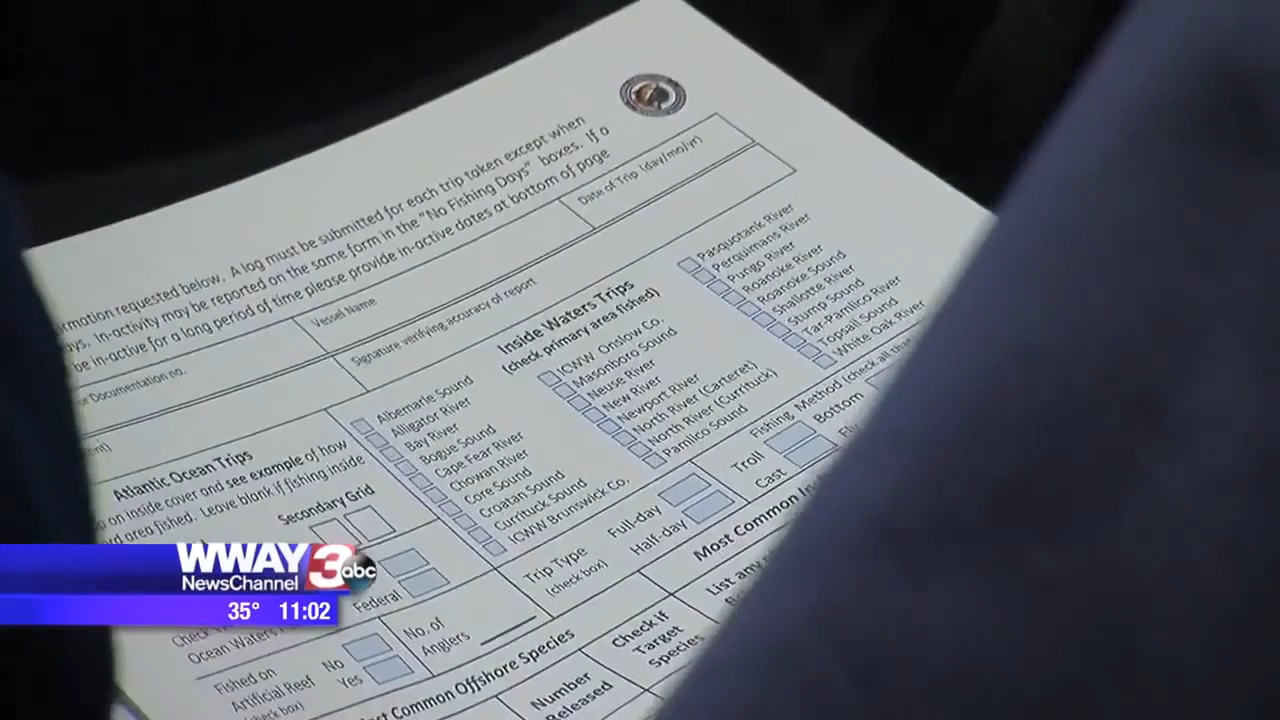 rmation requested below. A log must be submitted for each trip taken except when
ys. In-activity may be reported on the same form in the "No Fishing Days" boxes. If a
be in-active for a long period of time please provide in-active dates at bottom of page
Date of Trip (day/mo/yr)
Vessel Name
or Documentation no.
Signature verifying accuracy of report
Inside Waters Trips
(check primary area fished)
Albemarle Sound
Alligator River
Bay River
Bogue Sound
Cape Fear River
Chowan River
Core Sound
Croatan Sound
Currituck Sound
ICWW Brunswick Co.
ICWW Onslow Co.
Masonboro Sound
Neuse River
New River
Newport River
North River (Carteret)
North River (Currituck)
Pamlico Sound
Pasquotank River
Perquimans River
Pungo River
Roanoke River
Roanoke Sound
Shallotte River
Stump Sound
Tar-Pamlico River
Topsail Sound
White Oak River
Atlantic Ocean Trips
on inside cover and see example of how
area fished. Leave blank if fishing inside
Secondary Grid
Federal
Ocean Waters
Fished on
Artificial Reef
(check box)
No
Yes
No. of
Anglers
Trip Type
(check box)
Full-day
Half-day
Fishing Method (check all tha
Troll
Cast
Bottom
Fly
Most Common In
List any
Most Common Offshore Species
Number
Released
Check if
Target
Species
WWAY 3 abc
NewsChannel
35° 11:02